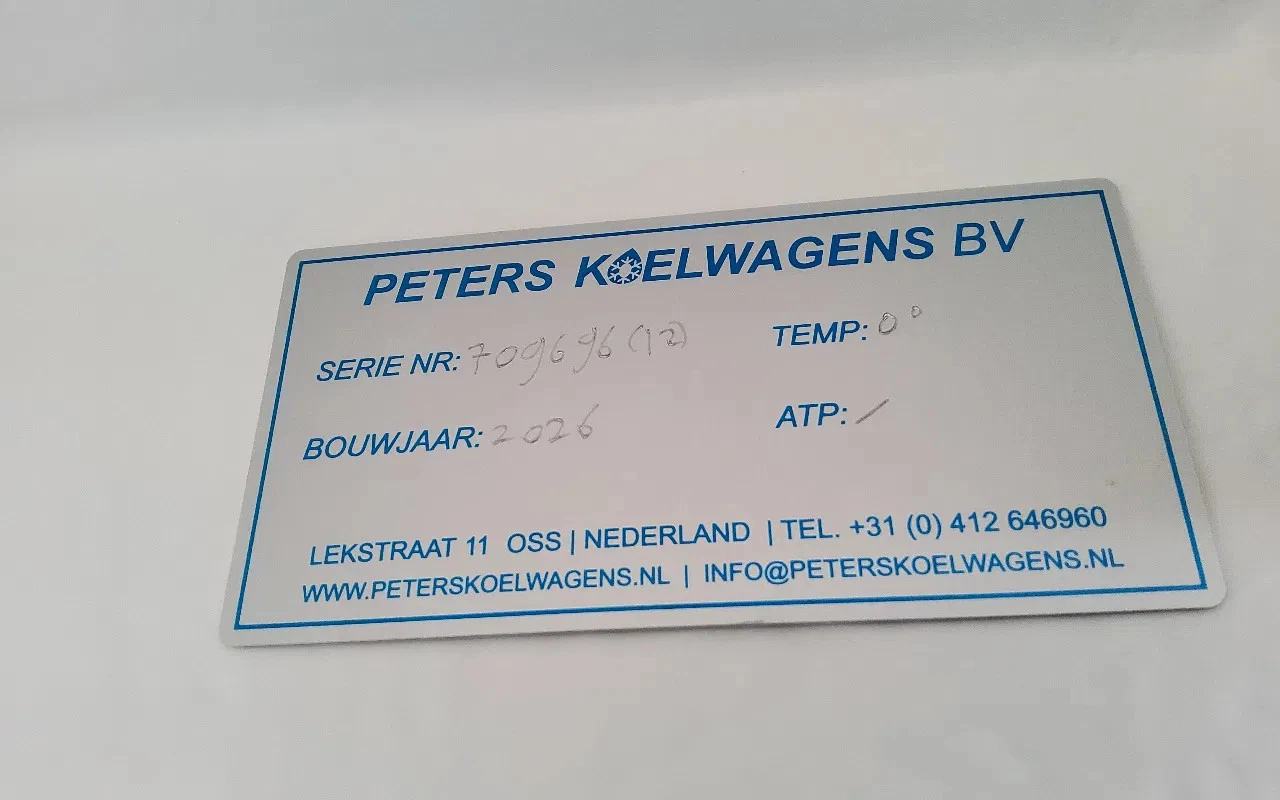 PETERS KOELWAGENS BV
SERIE NR: 709696 (12) TEMP: 0°
BOUWJAAR: 2026 ATP: /
LEKSTRAAT 11 OSS | NEDERLAND | TEL. +31 (0) 412 646960
WWW.PETERSKOELWAGENS.NL | INFO@PETERSKOELWAGENS.NL